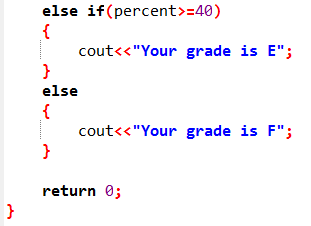 else if(percent>=40)
{
cout<<"Your grade is E";
}
else
{
cout<<"Your grade is F";
}
return 0;
}